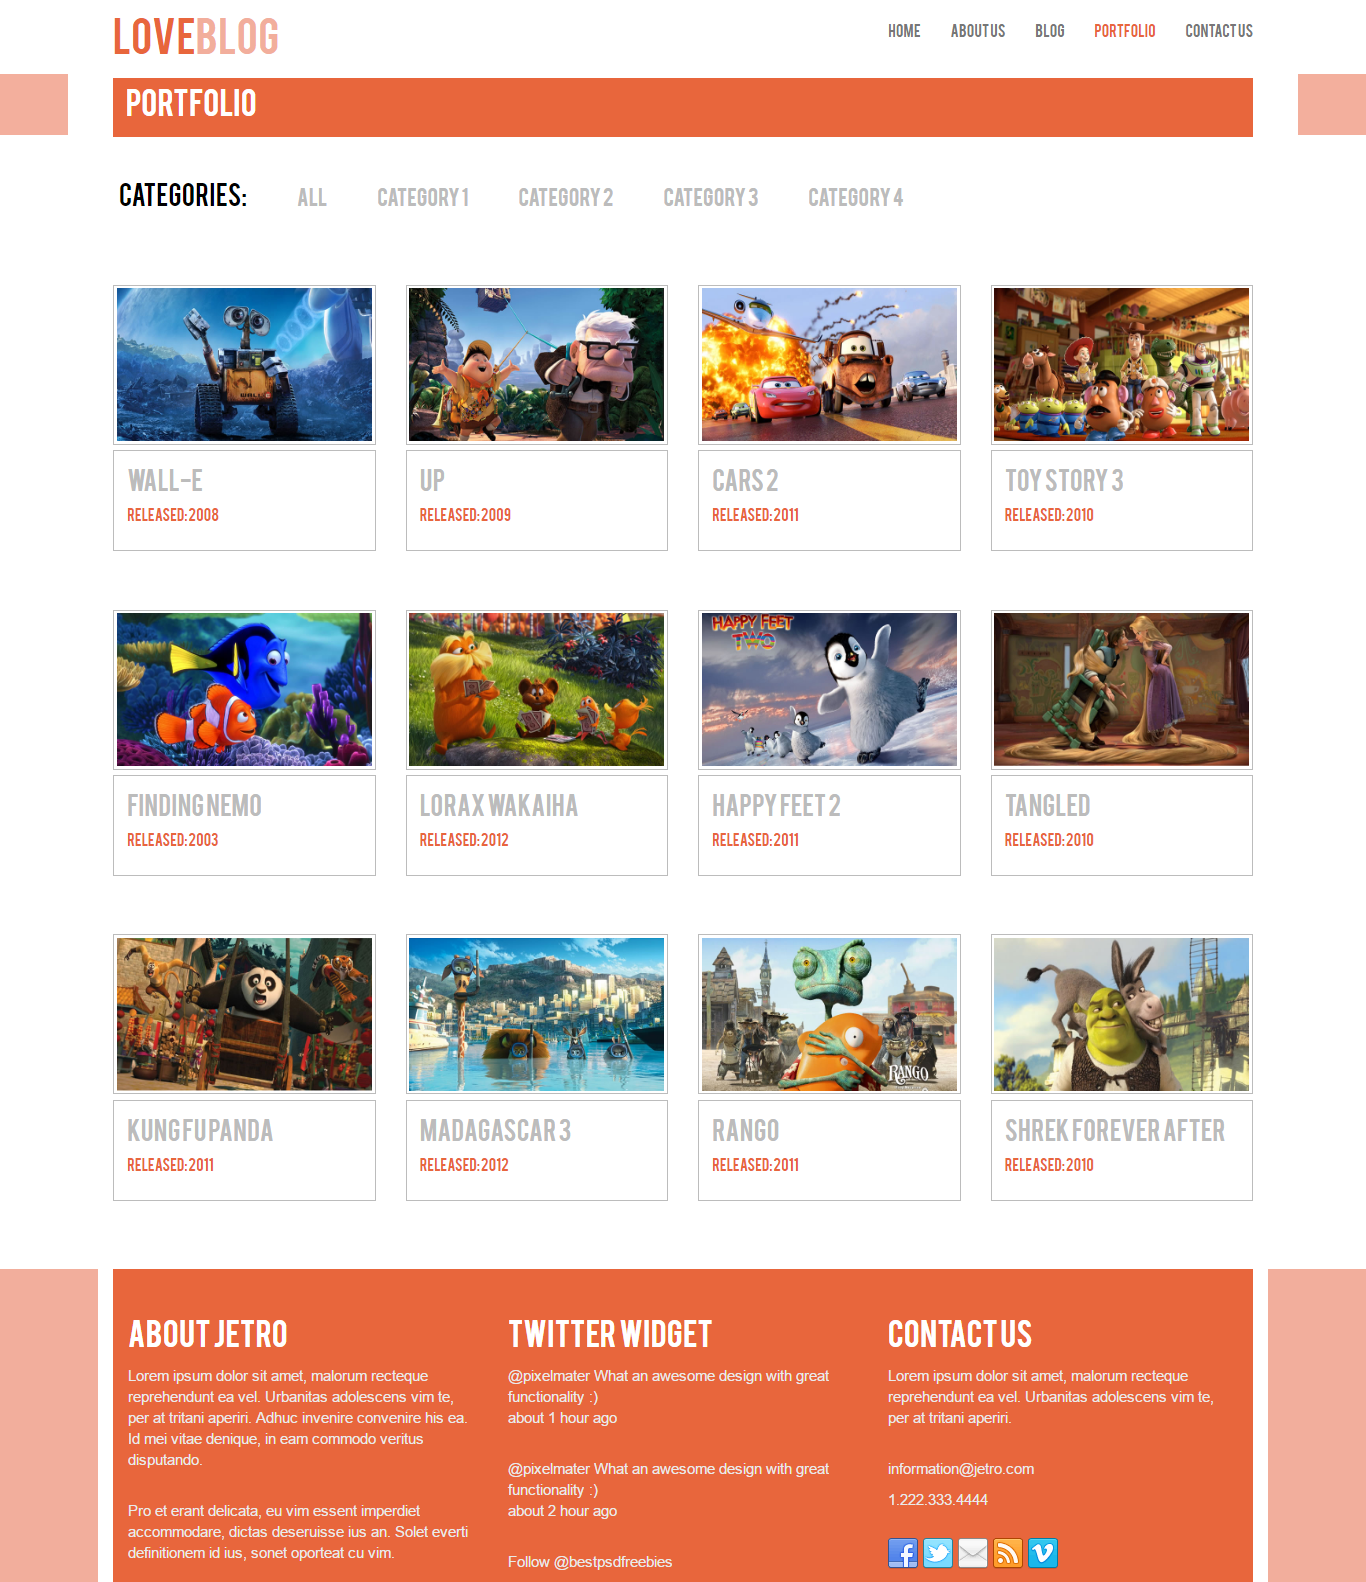 LOVEBLOG
HOME ABOUT US BLOG PORTFOLIO CONTACT US
PORTFOLIO
CATEGORIES: ALL CATEGORY 1 CATEGORY 2 CATEGORY 3 CATEGORY 4
WALL-E
RELEASED:2008
UP
RELEASED:2009
CARS 2
RELEASED:2011
TOY STORY 3
RELEASED:2010
HAPPY FEET
TWO
FINDING NEMO
RELEASED:2003
LORAX WAKAIHA
RELEASED:2012
HAPPY FEET 2
RELEASED:2011
TANGLED
RELEASED:2010
RANGO
KUNG FU PANDA
RELEASED:2011
MADAGASCAR 3
RELEASED:2012
RANGO
RELEASED:2011
SHREK FOREVER AFTER
RELEASED:2010
ABOUT JETRO
Lorem ipsum dolor sit amet, malorum recteque
reprehendunt ea vel. Urbanitas adolescens vim te,
per at tritani aperiri. Adhuc invenire convenire his ea.
Id mei vitae denique, in eam commodo veritus
disputando.
Pro et erant delicata, eu vim essent imperdiet
accommodare, dictas deseruisse ius an. Solet everti
definitionem id ius, sonet oporteat cu vim.
TWITTER WIDGET
@pixelmater What an awesome design with great
functionality :)
about 1 hour ago
@pixelmater What an awesome design with great
functionality :)
about 2 hour ago
Follow @bestpsdfreebies
CONTACT US
Lorem ipsum dolor sit amet, malorum recteque
reprehendunt ea vel. Urbanitas adolescens vim te,
per at tritani aperiri.
information@jetro.com
1.222.333.4444